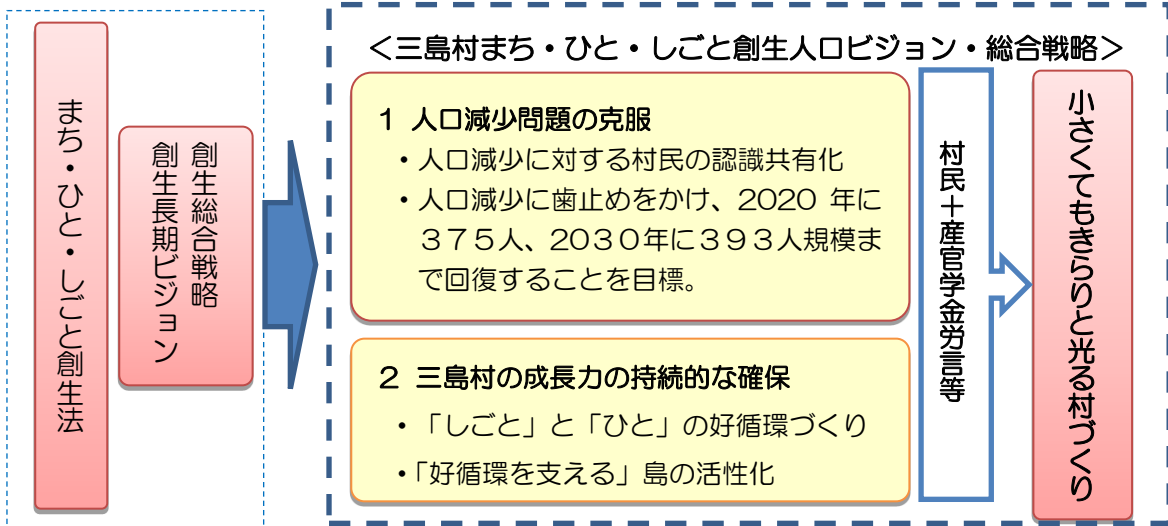 まち・ひと・しごと創生法
創生総合戦略
創生長期ビジョン
＜三島村まち・ひと・しごと創生人口ビジョン・総合戦略＞
１ 人口減少問題の克服
・人口減少に対する村民の認識共有化
・人口減少に歯止めをかけ、2020 年に
３７５人、２０３０年に３９３人規模ま
で回復することを目標。
２ 三島村の成長力の持続的な確保
・「しごと」と「ひと」の好循環づくり
・「好循環を支える」島の活性化
村民＋産官学金労言等
小さくてもきらりと光る村づくり